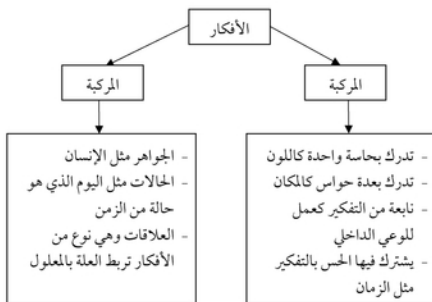 الأفكار
المركبة
المركبة
- تدرك بحاسة واحدة كاللون
- تدرك بعدة حواس كالمكان
- نابعة من التفكير كعمل
للوعي الداخلي
- يشترك فيها الحس بالتفكير
مثل الزمان
- الجواهر مثل الإنسان
- الحالات مثل اليوم الذي هو
حالة من الزمن
- العلاقات وهي نوع من
الأفكار تربط العلة بالمعلول